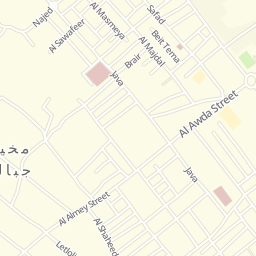 Najed
Al Sawafeer
Al Masmeya
Safad
Beit Tema
Al Majdal
Brair
Java
Al Awda Street
Java
Al Almey Street
Al Shaheed